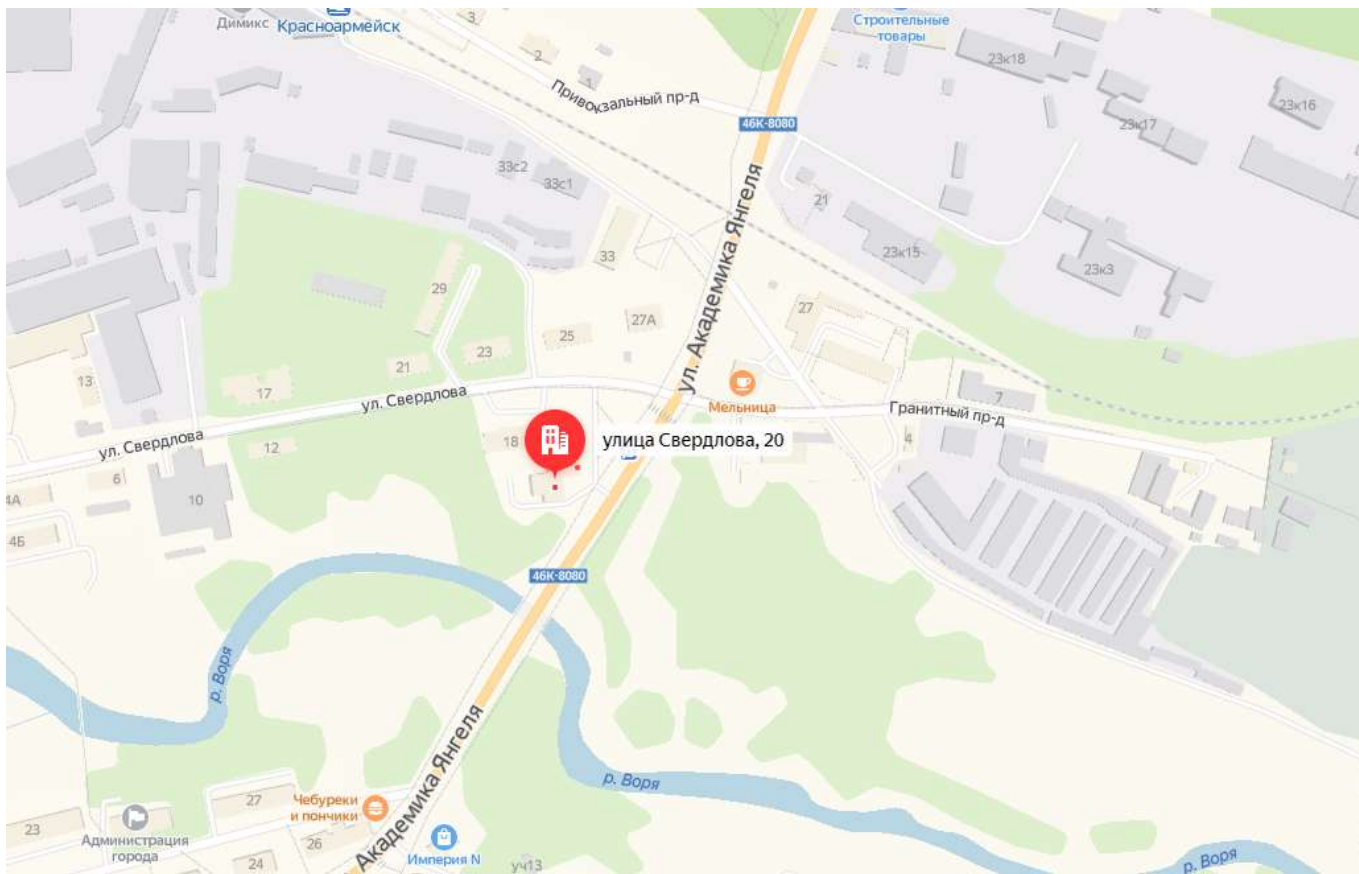 Димикс
Красноармейск
3
Строительные
товары
2
1
23к18
Привокзальный пр-д
23к16
46К-8080
23к17
33с2
33с1
21
ул. Академика Янгеля
33
23к15
23к3
29
27
27А
25
23
21
13
17
Мельница
7
ул. Свердлова
Гранитный пр-д
ул. Свердлова
18
улица Свердлова, 20
4
12
6
10
4А
4Б
46К-8080
р. Воря
Академика Янгеля
р. Воря
27
Чебуреки
и пончики
23
Администрация
города
26
24
Империя N
уч13
р. Воря